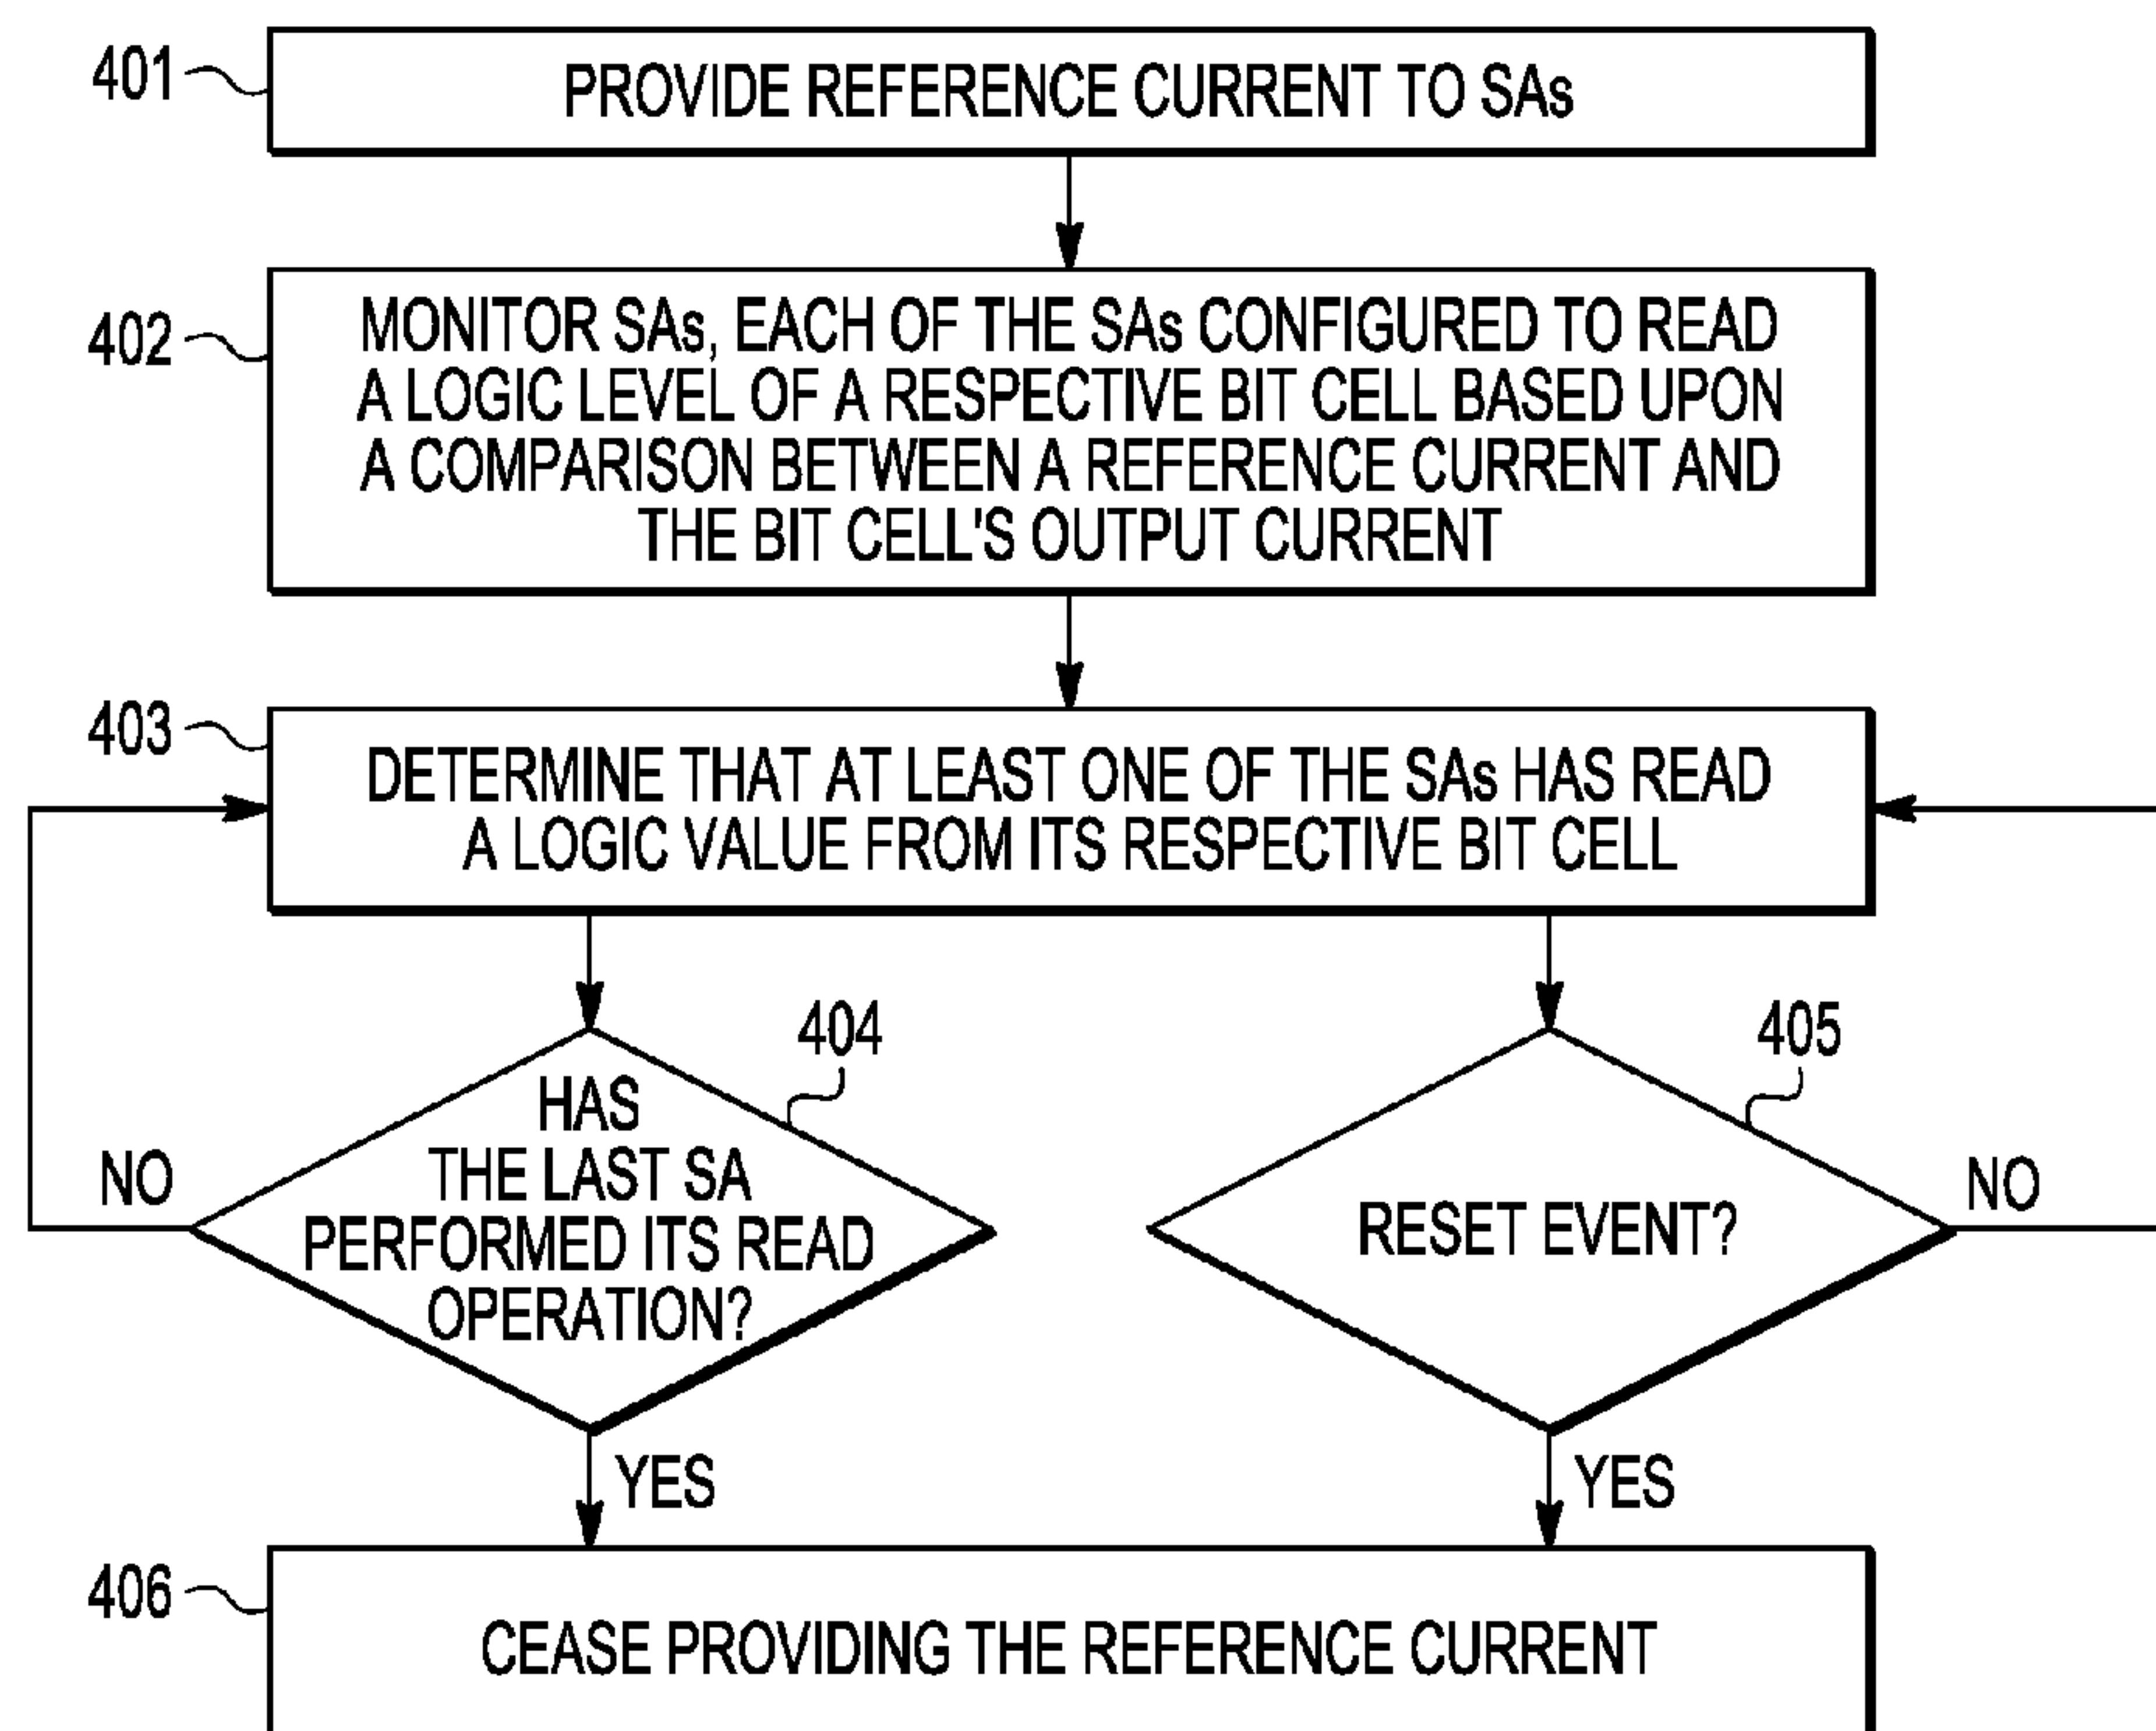 401
PROVIDE REFERENCE CURRENT TO SAs
402
MONITOR SAs, EACH OF THE SAs CONFIGURED TO READ
A LOGIC LEVEL OF A RESPECTIVE BIT CELL BASED UPON
A COMPARISON BETWEEN A REFERENCE CURRENT AND
THE BIT CELL'S OUTPUT CURRENT
403
DETERMINE THAT AT LEAST ONE OF THE SAs HAS READ
A LOGIC VALUE FROM ITS RESPECTIVE BIT CELL
404
HAS
THE LAST SA
PERFORMED ITS READ
OPERATION?
NO
YES
405
RESET EVENT?
NO
YES
406
CEASE PROVIDING THE REFERENCE CURRENT